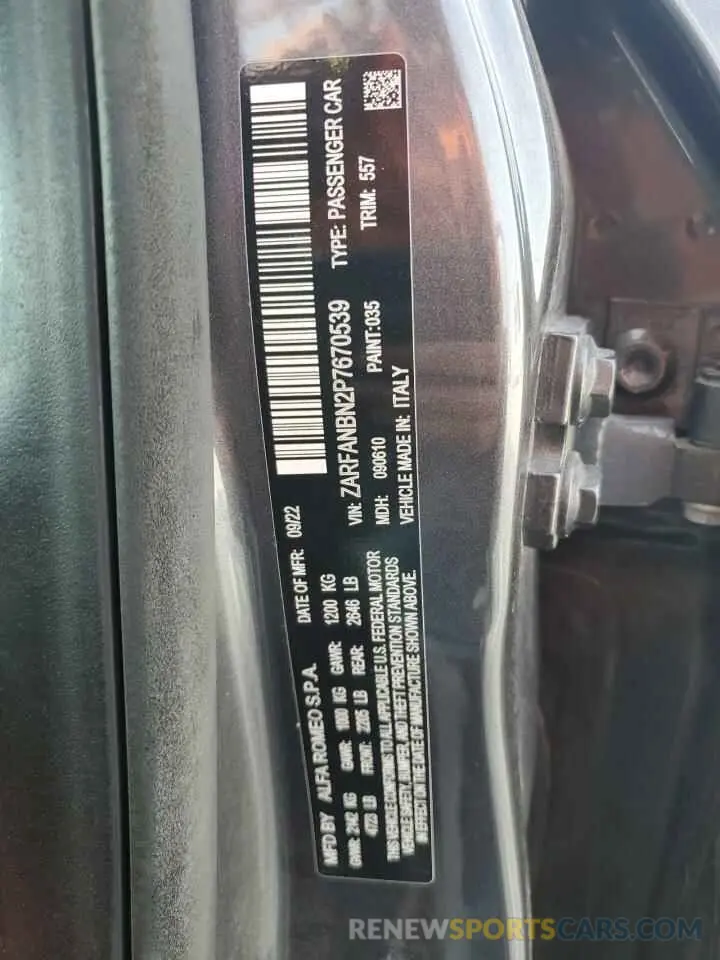 MFD BY ALFA ROMEO S.P.A. DATE OF MFR: 09/22
GVWR: 2142 KG GAWR: 1000 KG GAWR: 1200 KG
4723 LB FRONT: 2205 LB REAR: 2646 LB
THIS VEHICLE CONFORMS TO ALL APPLICABLE U.S. FEDERAL MOTOR
VEHICLE SAFETY, BUMPER, AND THEFT PREVENTION STANDARDS
IN EFFECT ON THE DATE OF MANUFACTURE SHOWN ABOVE.
VIN: ZARFANBN2P7670539 TYPE: PASSENGER CAR
MDH: 090610 PAINT:035 TRIM: 557
VEHICLE MADE IN: ITALY
RENEWSPORTSCARS.COM